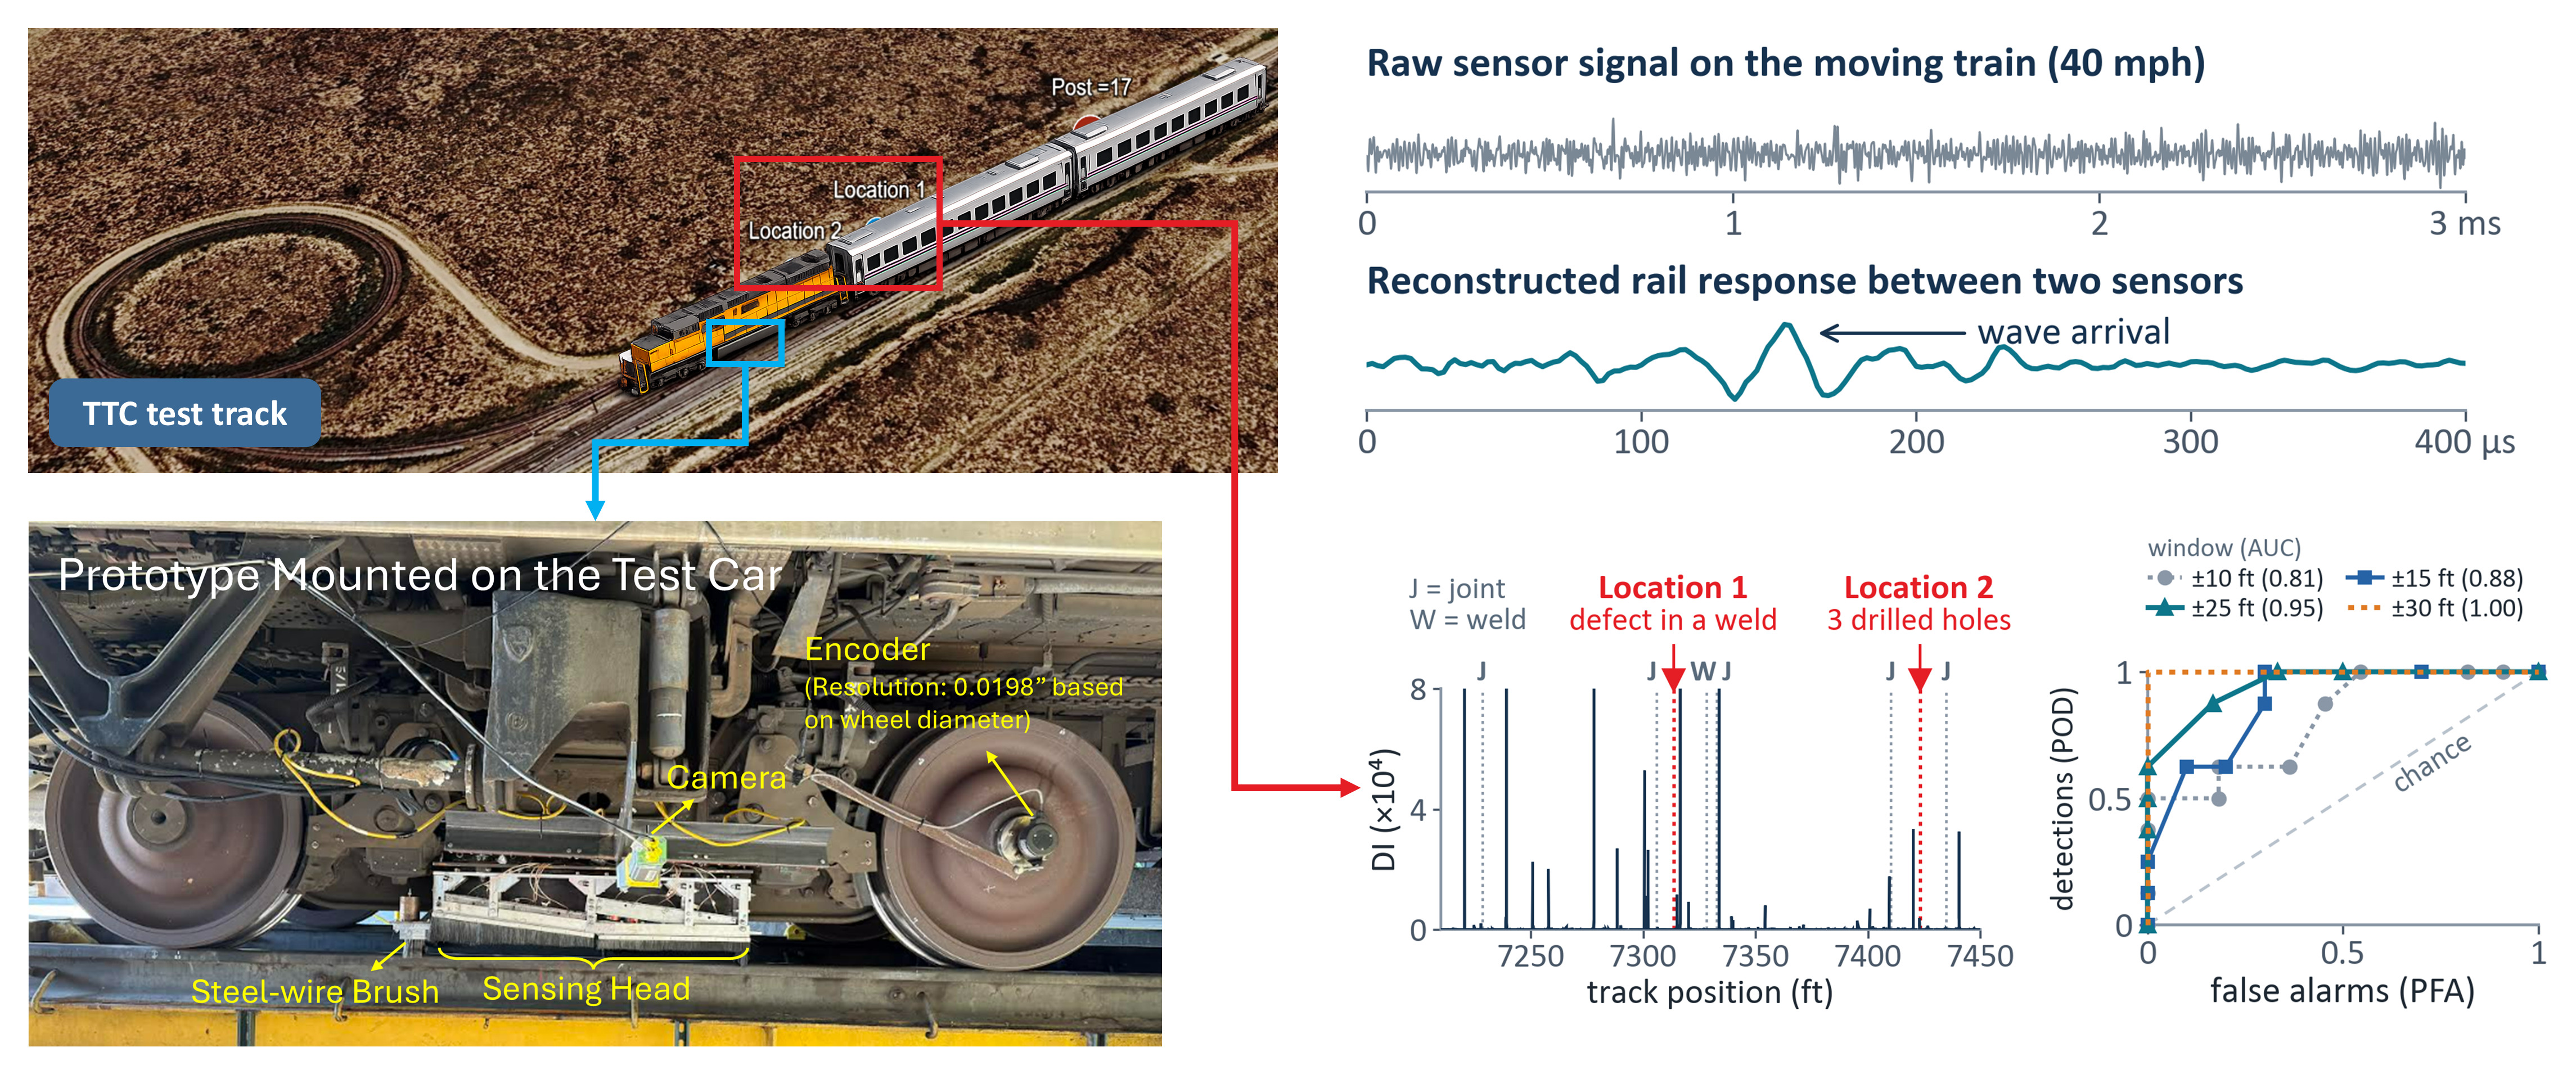 Post =17
Location 1
Location 2
TTC test track
Prototype Mounted on the Test Car
Encoder
(Resolution: 0.0198” based
on wheel diameter)
Camera
Steel-wire Brush
Sensing Head
Raw sensor signal on the moving train (40 mph)
0 1 2 3 ms
Reconstructed rail response between two sensors
wave arrival
0 100 200 300 400 µs
J = joint
W = weld
Location 1
defect in a weld
Location 2
3 drilled holes
J J W J J J
8
4
0
DI (×10⁴)
7250 7300 7350 7400 7450
track position (ft)
window (AUC)
±10 ft (0.81) ±15 ft (0.88)
±25 ft (0.95) ±30 ft (1.00)
1
0.5
0
detections (POD)
chance
0 0.5 1
false alarms (PFA)